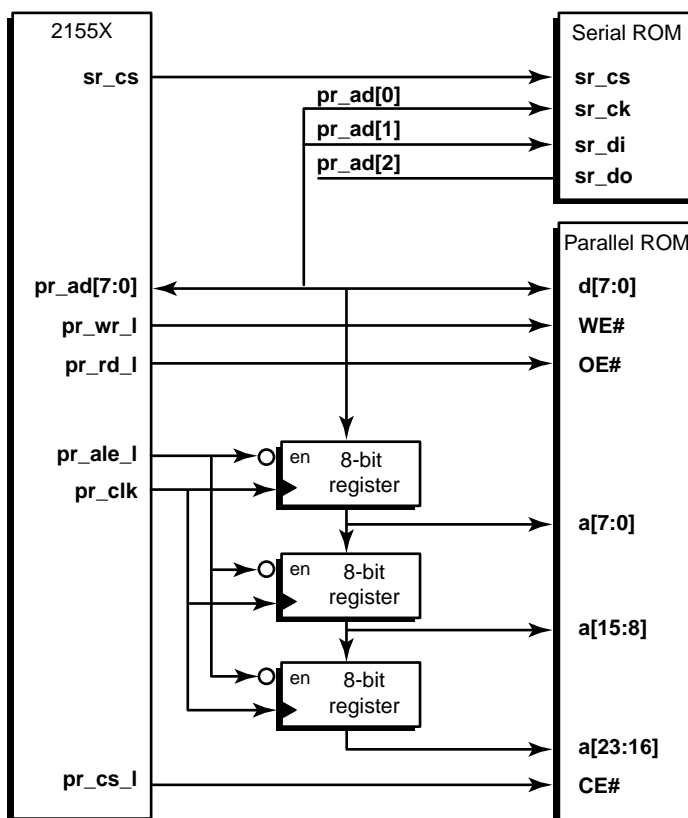 2155X
Serial ROM
sr_cs
sr_cs
pr_ad[0]
sr_ck
pr_ad[1]
sr_di
pr_ad[2]
sr_do
Parallel ROM
pr_ad[7:0]
d[7:0]
pr_wr_l
WE#
pr_rd_l
OE#
pr_ale_l
en
8-bit
register
pr_clk
a[7:0]
en
8-bit
register
a[15:8]
en
8-bit
register
a[23:16]
pr_cs_l
CE#